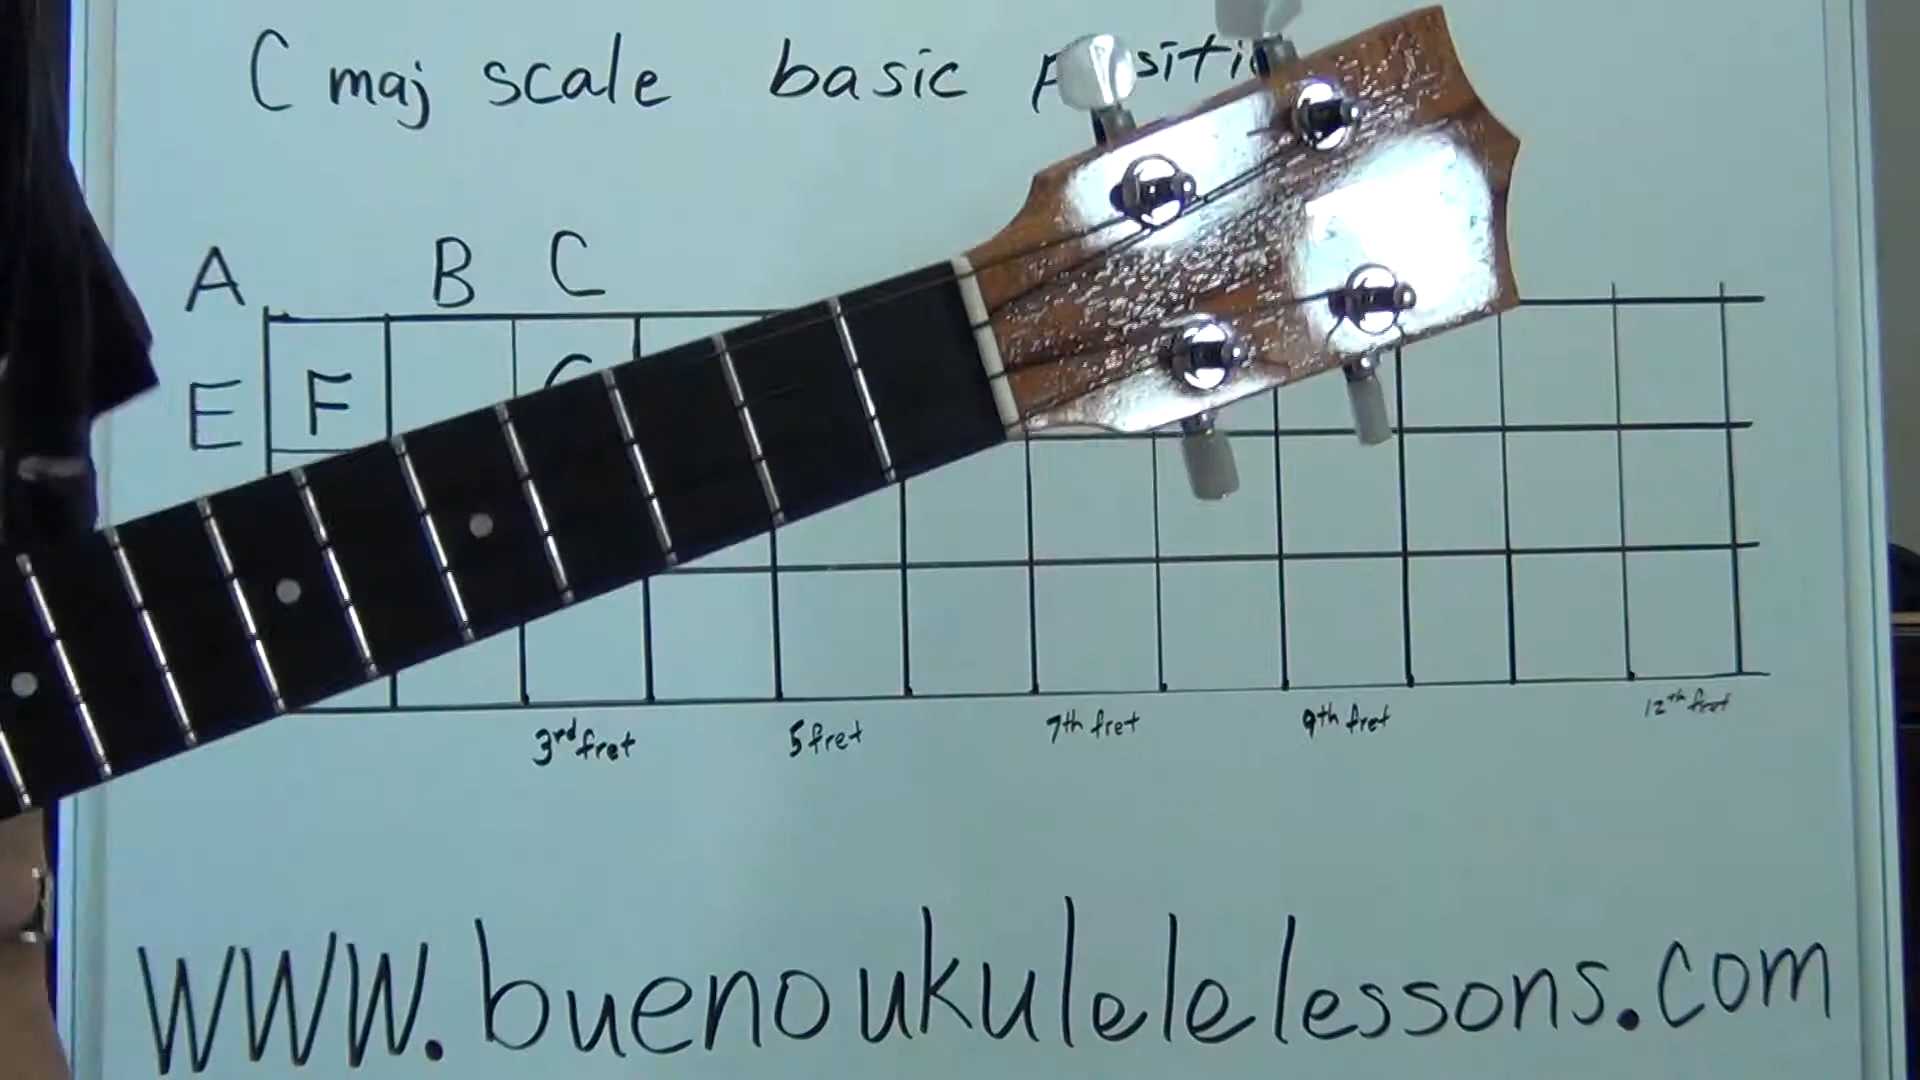 C maj scale basic
A B C
E F
3rd fret 5 fret 7th fret 9th fret 12th fret
www.buenoukulelelessons.com